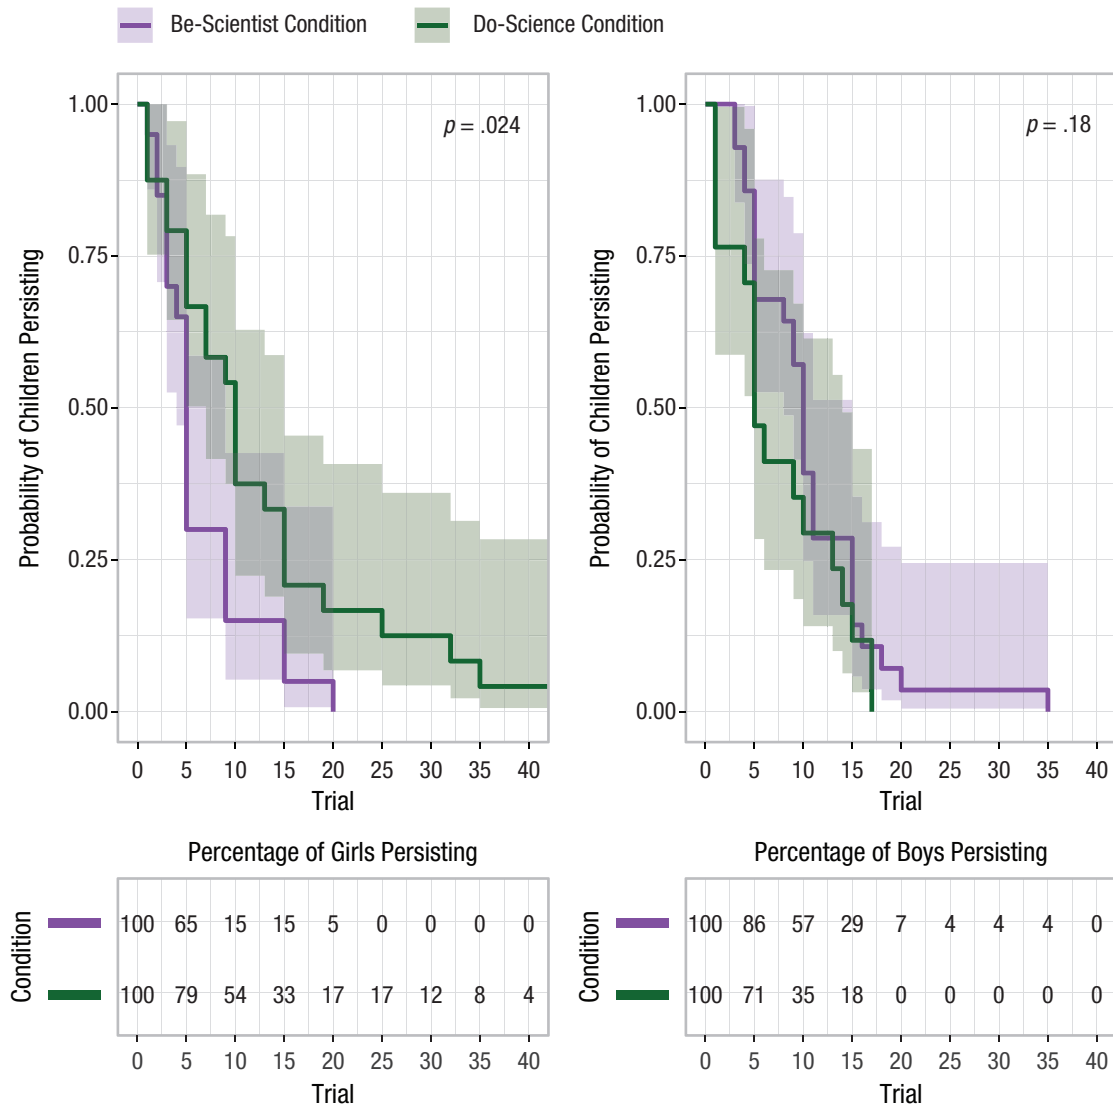 Be-Scientist Condition Do-Science Condition
Probability of Children Persisting
1.00
0.75
0.50
0.25
0.00
p = .024
0 5 10 15 20 25 30 35 40
Trial
Probability of Children Persisting
1.00
0.75
0.50
0.25
0.00
p = .18
0 5 10 15 20 25 30 35 40
Trial
Percentage of Girls Persisting
Condition
100 65 15 15 5 0 0 0 0
100 79 54 33 17 17 12 8 4
0 5 10 15 20 25 30 35 40
Trial
Percentage of Boys Persisting
Condition
100 86 57 29 7 4 4 4 0
100 71 35 18 0 0 0 0 0
0 5 10 15 20 25 30 35 40
Trial